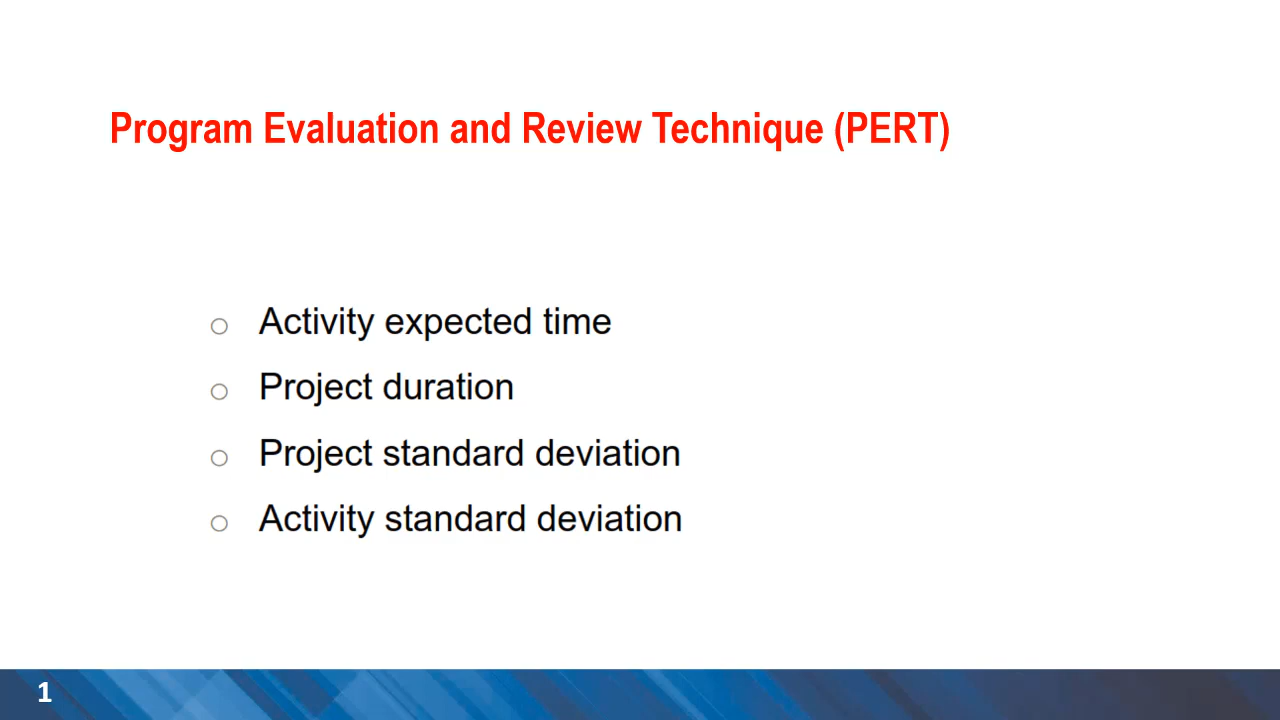 Program Evaluation and Review Technique (PERT)
Activity expected time
Project duration
Project standard deviation
Activity standard deviation
1